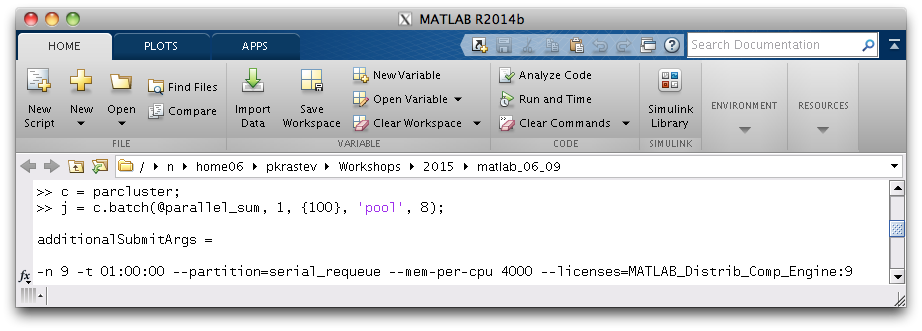 MATLAB R2014b
HOME PLOTS APPS Search Documentation
New Script New Open Find Files Compare Import Data Save Workspace New Variable Open Variable Clear Workspace Analyze Code Run and Time Clear Commands Simulink Library ENVIRONMENT RESOURCES
FILE VARIABLE CODE SIMULINK
/ n home06 pkrastev Workshops 2015 matlab_06_09
>> c = parcluster;
>> j = c.batch(@parallel_sum, 1, {100}, 'pool', 8);
additionalSubmitArgs =
-n 9 -t 01:00:00 --partition=serial_requeue --mem-per-cpu 4000 --licenses=MATLAB_Distrib_Comp_Engine:9
fx